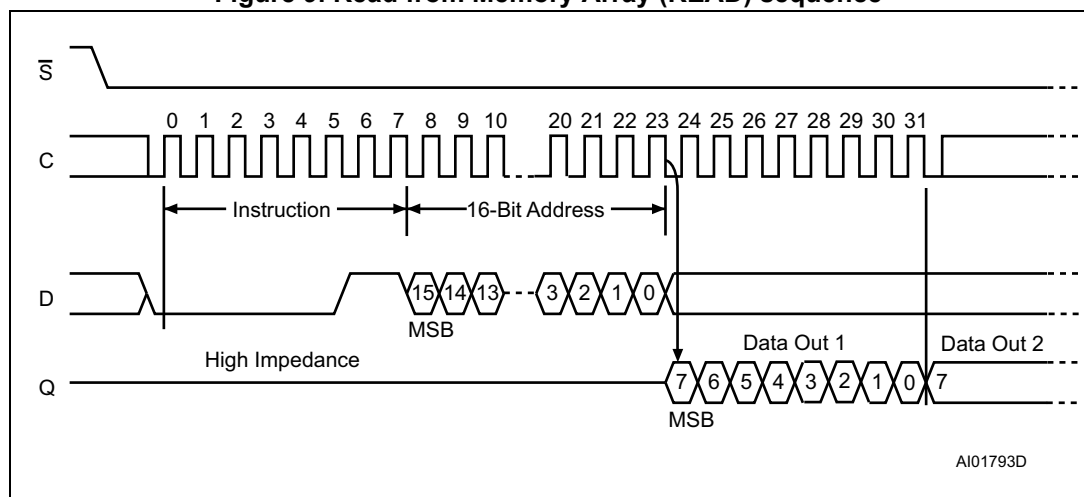 Figure 9. Read from Memory Array (READ) sequence
S
0 1 2 3 4 5 6 7 8 9 10 20 21 22 23 24 25 26 27 28 29 30 31
C
Instruction 16-Bit Address
D 15 14 13 3 2 1 0
MSB
Data Out 1 Data Out 2
High Impedance
Q 7 6 5 4 3 2 1 0 7
MSB
AI01793D